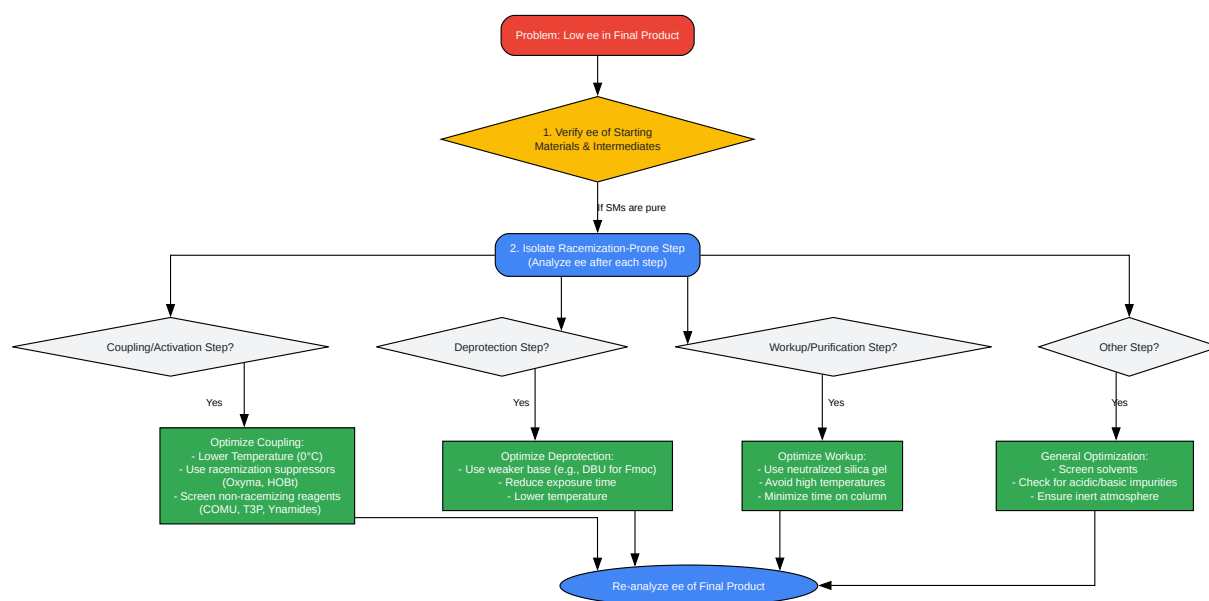 Problem: Low ee in Final Product
1. Verify ee of Starting
Materials & Intermediates
If SMs are pure
2. Isolate Racemization-Prone Step
(Analyze ee after each step)
Coupling/Activation Step?
Deprotection Step?
Workup/Purification Step?
Other Step?
Yes
Yes
Yes
Yes
Optimize Coupling:
- Lower Temperature (0°C)
- Use racemization suppressors
(Oxyma, HOBt)
- Screen non-racemizing reagents
(COMU, T3P, Ynamides)
Optimize Deprotection:
- Use weaker base (e.g., DBU for Fmoc)
- Reduce exposure time
- Lower temperature
Optimize Workup:
- Use neutralized silica gel
- Avoid high temperatures
- Minimize time on column
General Optimization:
- Screen solvents
- Check for acidic/basic impurities
- Ensure inert atmosphere
Re-analyze ee of Final Product